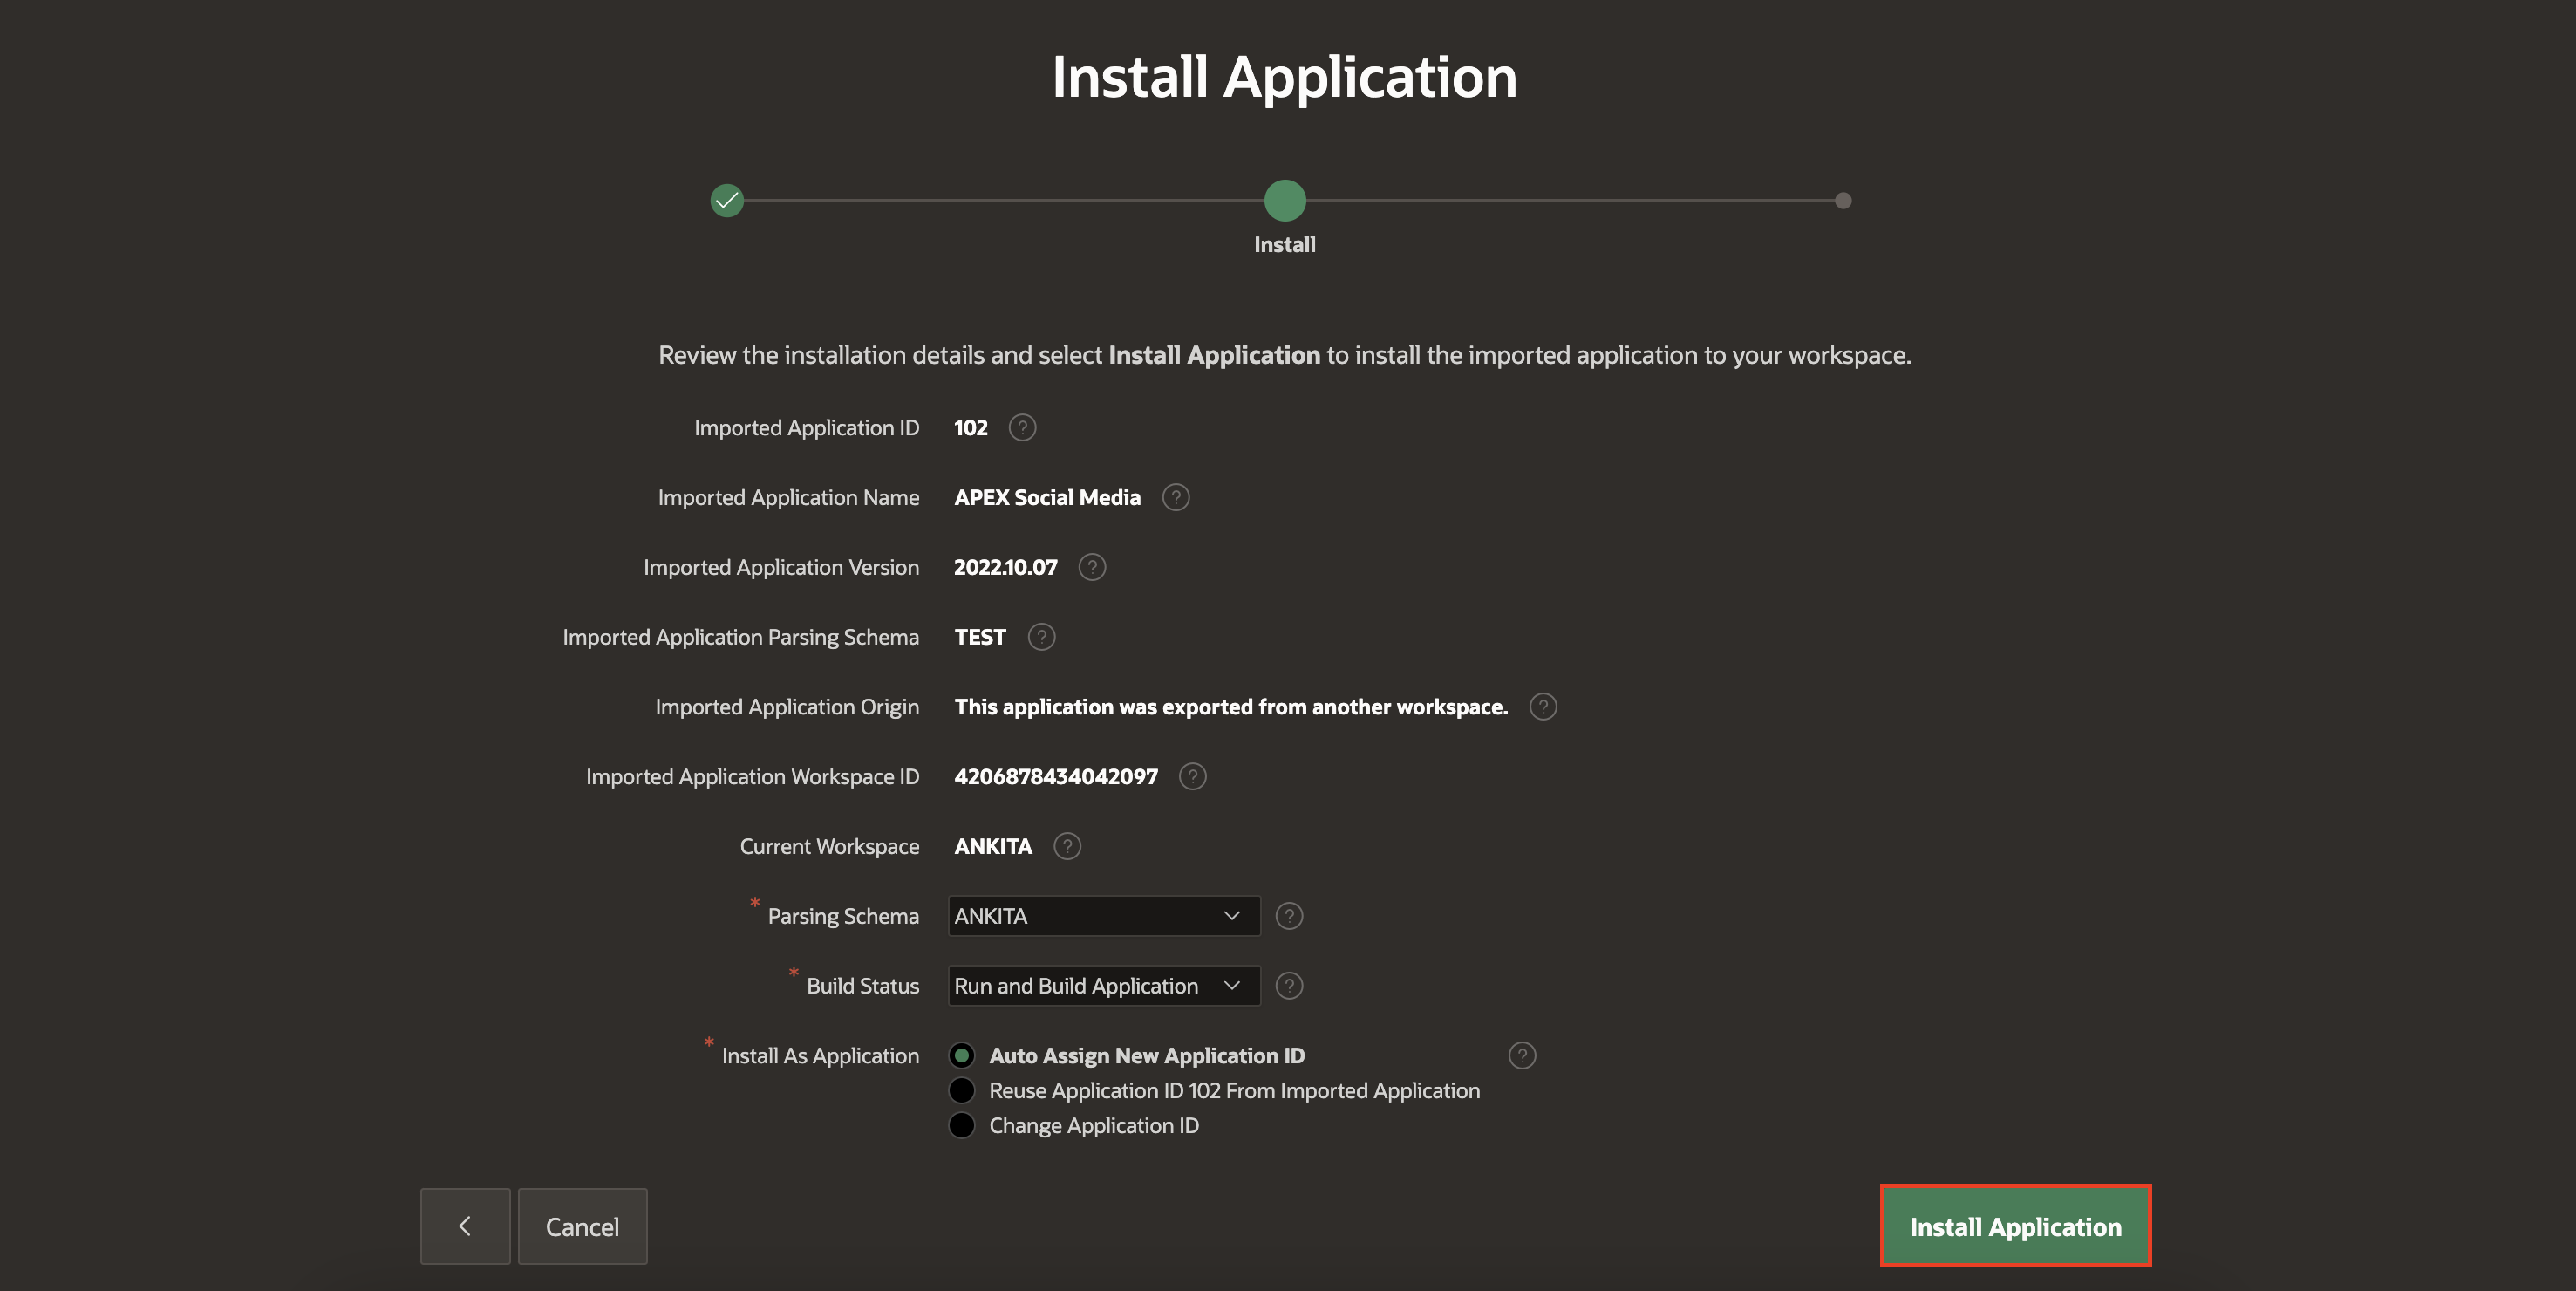 Install Application
Install
Review the installation details and select Install Application to install the imported application to your workspace.
Imported Application ID 102 ?
Imported Application Name APEX Social Media ?
Imported Application Version 2022.10.07 ?
Imported Application Parsing Schema TEST ?
Imported Application Origin This application was exported from another workspace. ?
Imported Application Workspace ID 4206878434042097 ?
Current Workspace ANKITA ?
* Parsing Schema ANKITA ?
* Build Status Run and Build Application ?
* Install As Application Auto Assign New Application ID ?
Reuse Application ID 102 From Imported Application
Change Application ID
Cancel Install Application